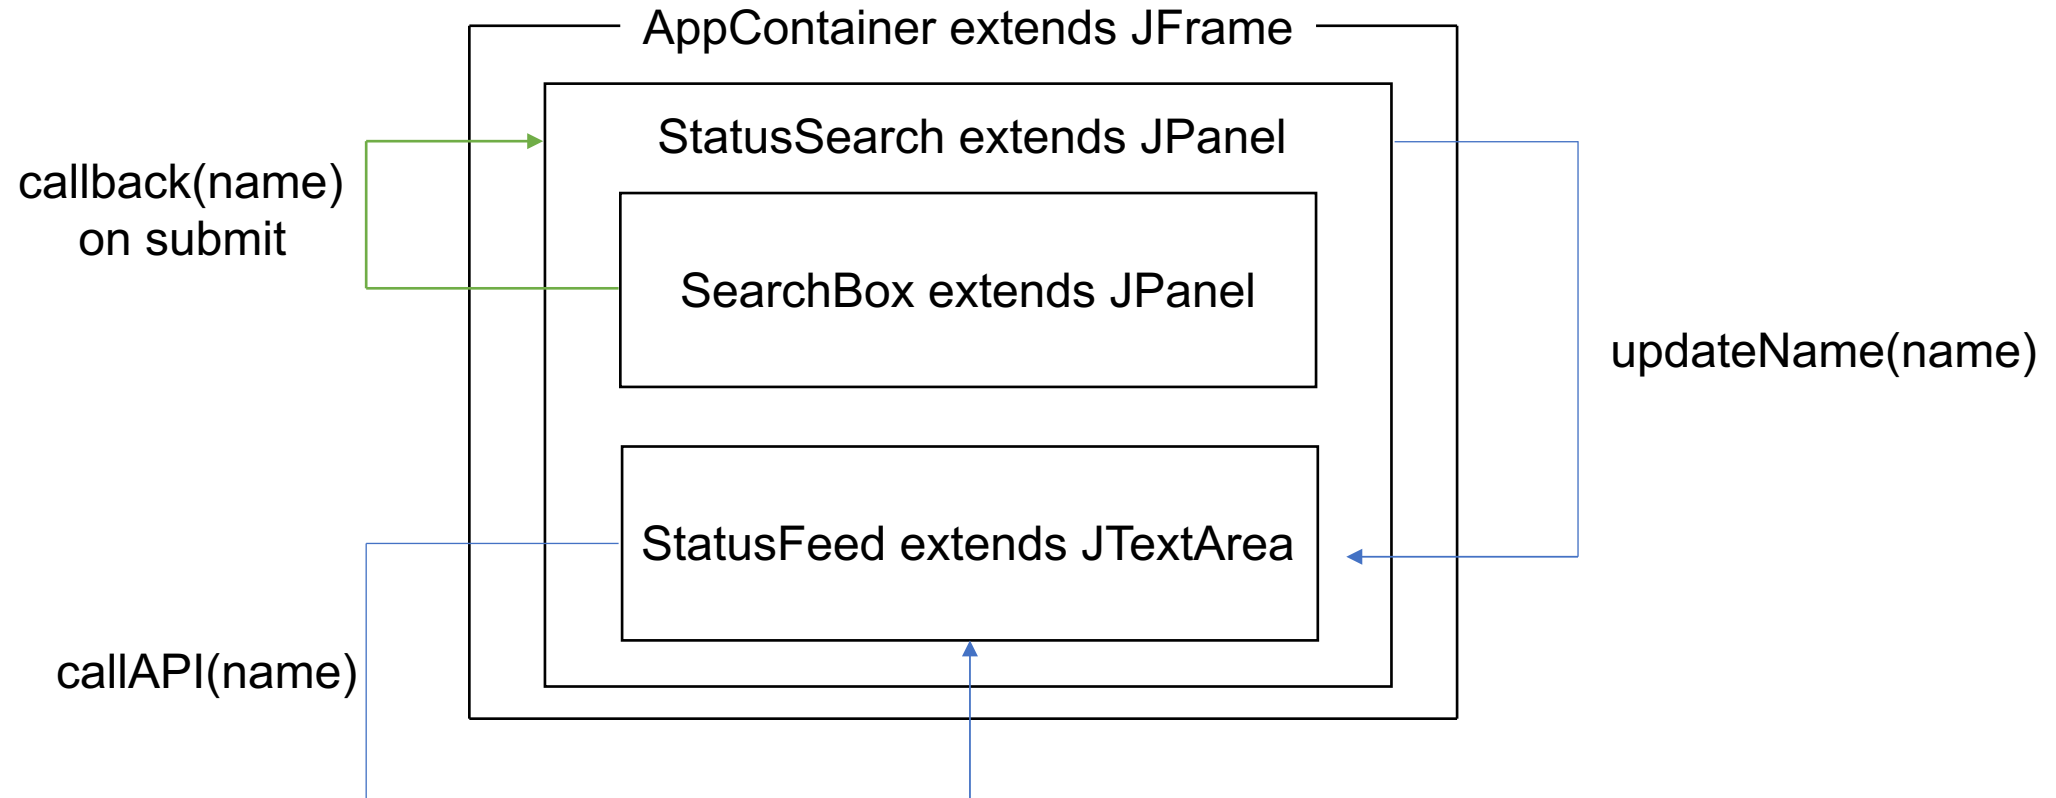 AppContainer extends JFrame
StatusSearch extends JPanel
callback(name)
on submit
SearchBox extends JPanel
updateName(name)
StatusFeed extends JTextArea
callAPI(name)